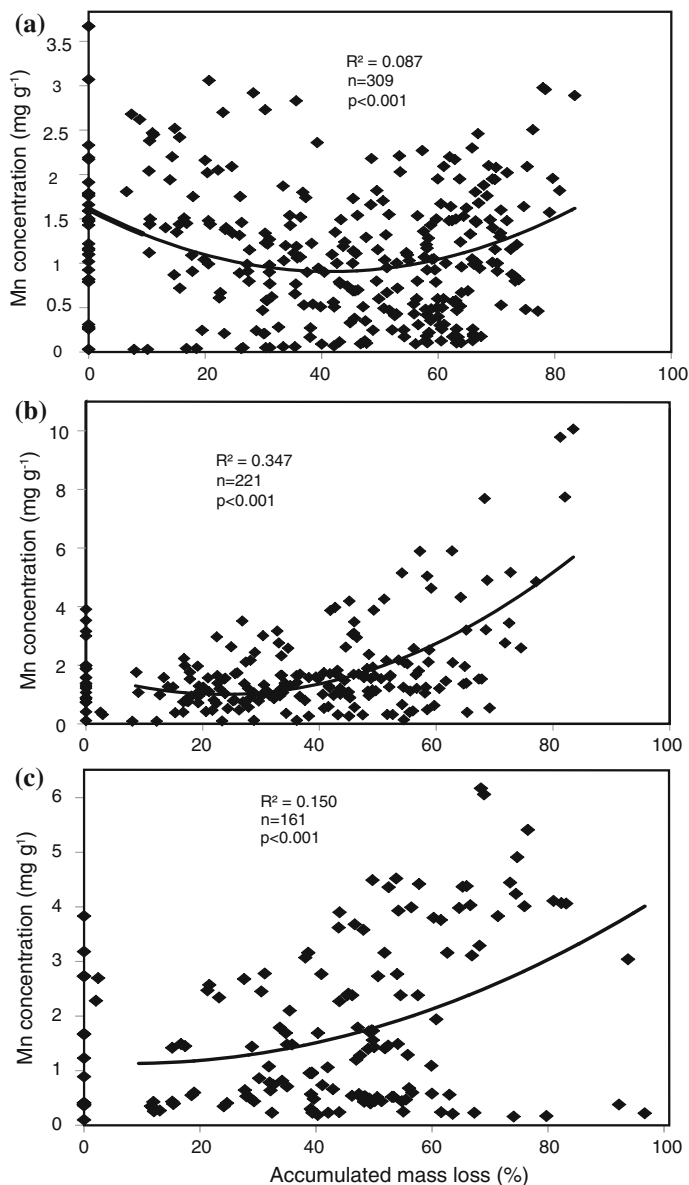 (a)
Mn concentration (mg g⁻¹)
3.5
3
2.5
2
1.5
1
0.5
0
R² = 0.087
n=309
p<0.001
0 20 40 60 80 100
(b)
Mn concentration (mg g⁻¹)
10
8
6
4
2
0
R² = 0.347
n=221
p<0.001
0 20 40 60 80 100
(c)
Mn concentration (mg g¹)
6
5
4
3
2
1
0
R² = 0.150
n=161
p<0.001
0 20 40 60 80 100
Accumulated mass loss (%)